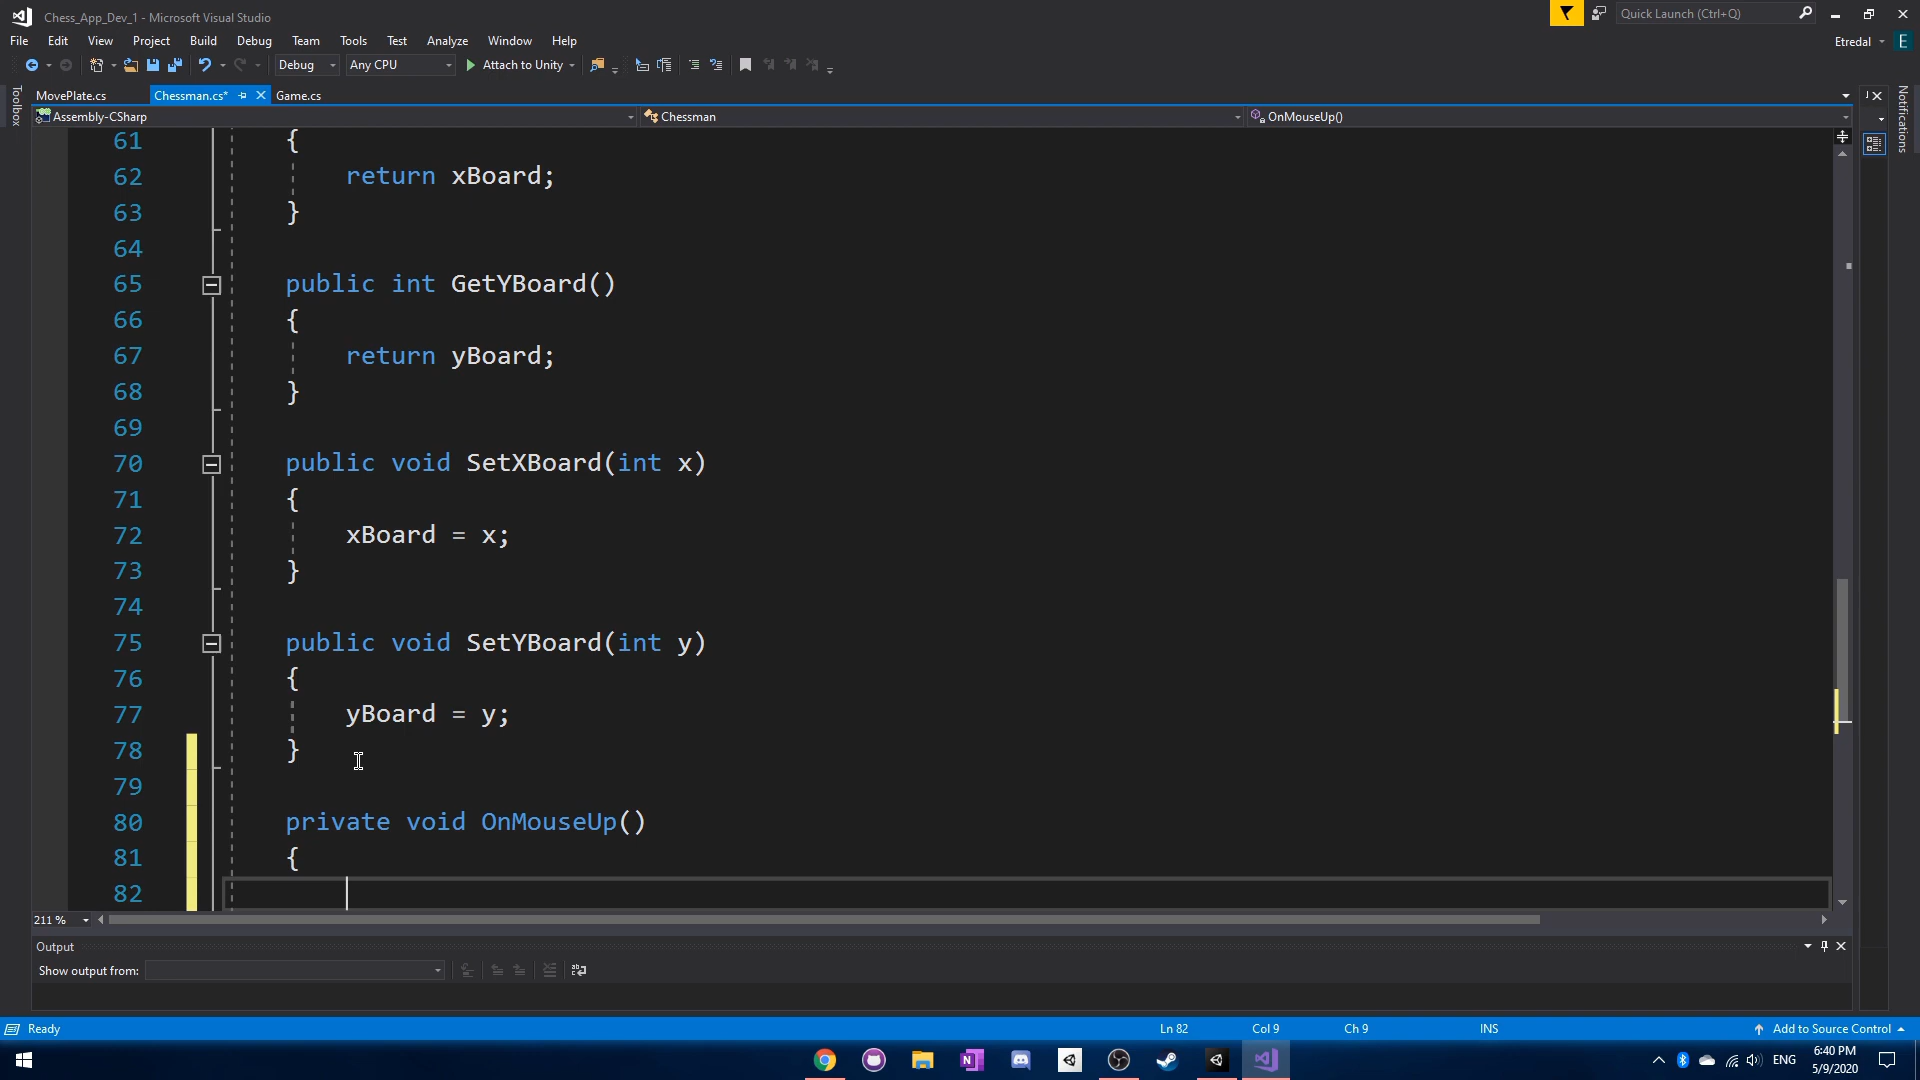 Chess_App_Dev_1 - Microsoft Visual Studio
Quick Launch (Ctrl+Q)
File Edit View Project Build Debug Team Tools Test Analyze Window Help
Etredal E
Debug Any CPU Attach to Unity
MovePlate.cs Chessman.cs* Game.cs
Assembly-CSharp Chessman OnMouseUp()
Toolbox
Notifications
61 {
62 return xBoard;
63 }
64
65 public int GetYBoard()
66 {
67 return yBoard;
68 }
69
70 public void SetXBoard(int x)
71 {
72 xBoard = x;
73 }
74
75 public void SetYBoard(int y)
76 {
77 yBoard = y;
78 }
79
80 private void OnMouseUp()
81 {
82
211 %
Output
Show output from:
Ready Ln 82 Col 9 Ch 9 INS Add to Source Control
ENG 6:40 PM
5/9/2020